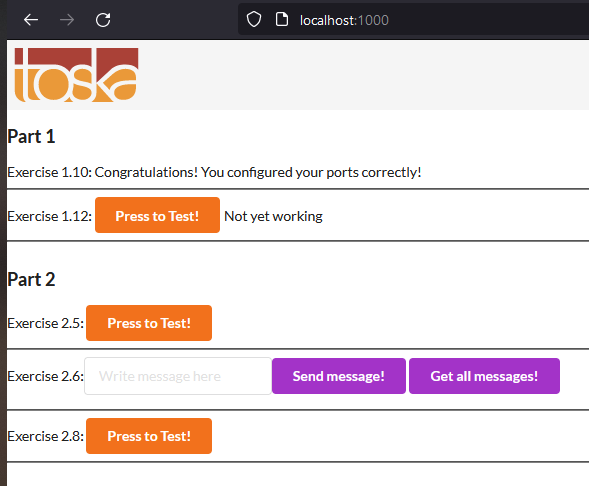 localhost:1000
toska
Part 1
Exercise 1.10: Congratulations! You configured your ports correctly!
Exercise 1.12: Press to Test! Not yet working
Part 2
Exercise 2.5: Press to Test!
Exercise 2.6: Write message here Send message! Get all messages!
Exercise 2.8: Press to Test!